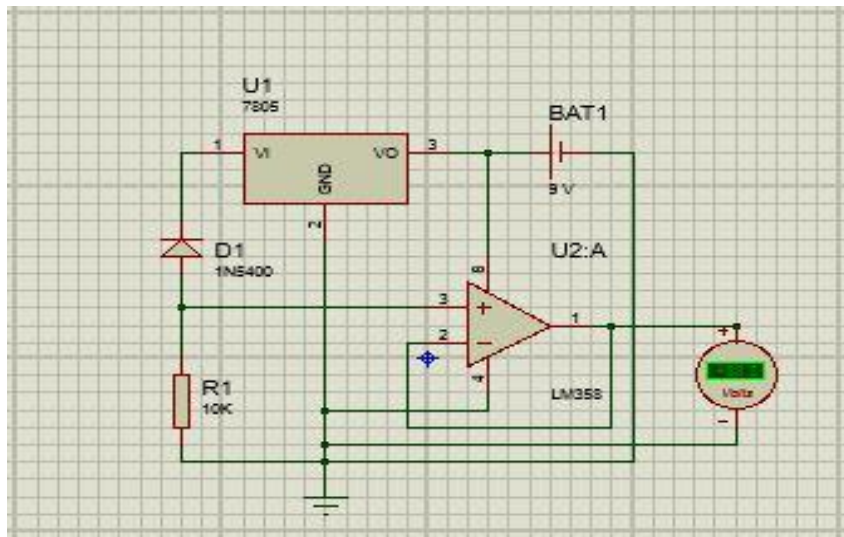 U1
7805
BAT1
1
VI
VO
3
GND
2
9 V
D1
1N5400
U2:A
8
3
+
1
2
−
4
+
R1
10K
LM358
Volts
−